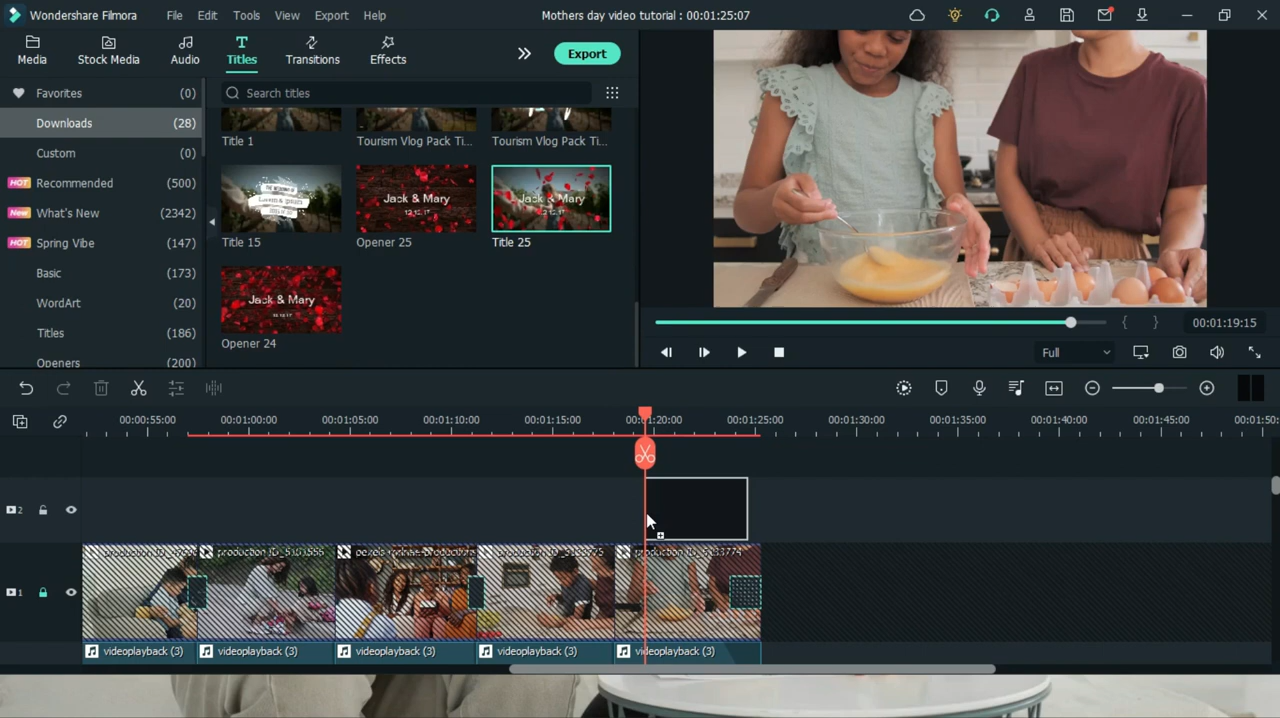 Wondershare Filmora
File
Edit
Tools
View
Export
Help
Mothers day video tutorial : 00:01:25:07
Media
Stock Media
Audio
Titles
Transitions
Effects
Export
Favorites (0)
Downloads (28)
Custom (0)
HOT Recommended (500)
New What's New (2342)
HOT Spring Vibe (147)
Basic (173)
WordArt (20)
Titles (186)
Openers (200)
Search titles
Title 1
Tourism Vlog Pack Ti...
Tourism Vlog Pack Ti...
Jack & Mary
Jack & Mary
Title 15
Opener 25
Title 25
Jack & Mary
Opener 24
00:01:19:15
Full
00:00:55:00
00:01:00:00
00:01:05:00
00:01:10:00
00:01:15:00
00:01:20:00
00:01:25:00
00:01:30:00
00:01:35:00
00:01:40:00
00:01:45:00
00:01:50:
2
1
videoplayback (3)
videoplayback (3)
videoplayback (3)
videoplayback (3)
videoplayback (3)